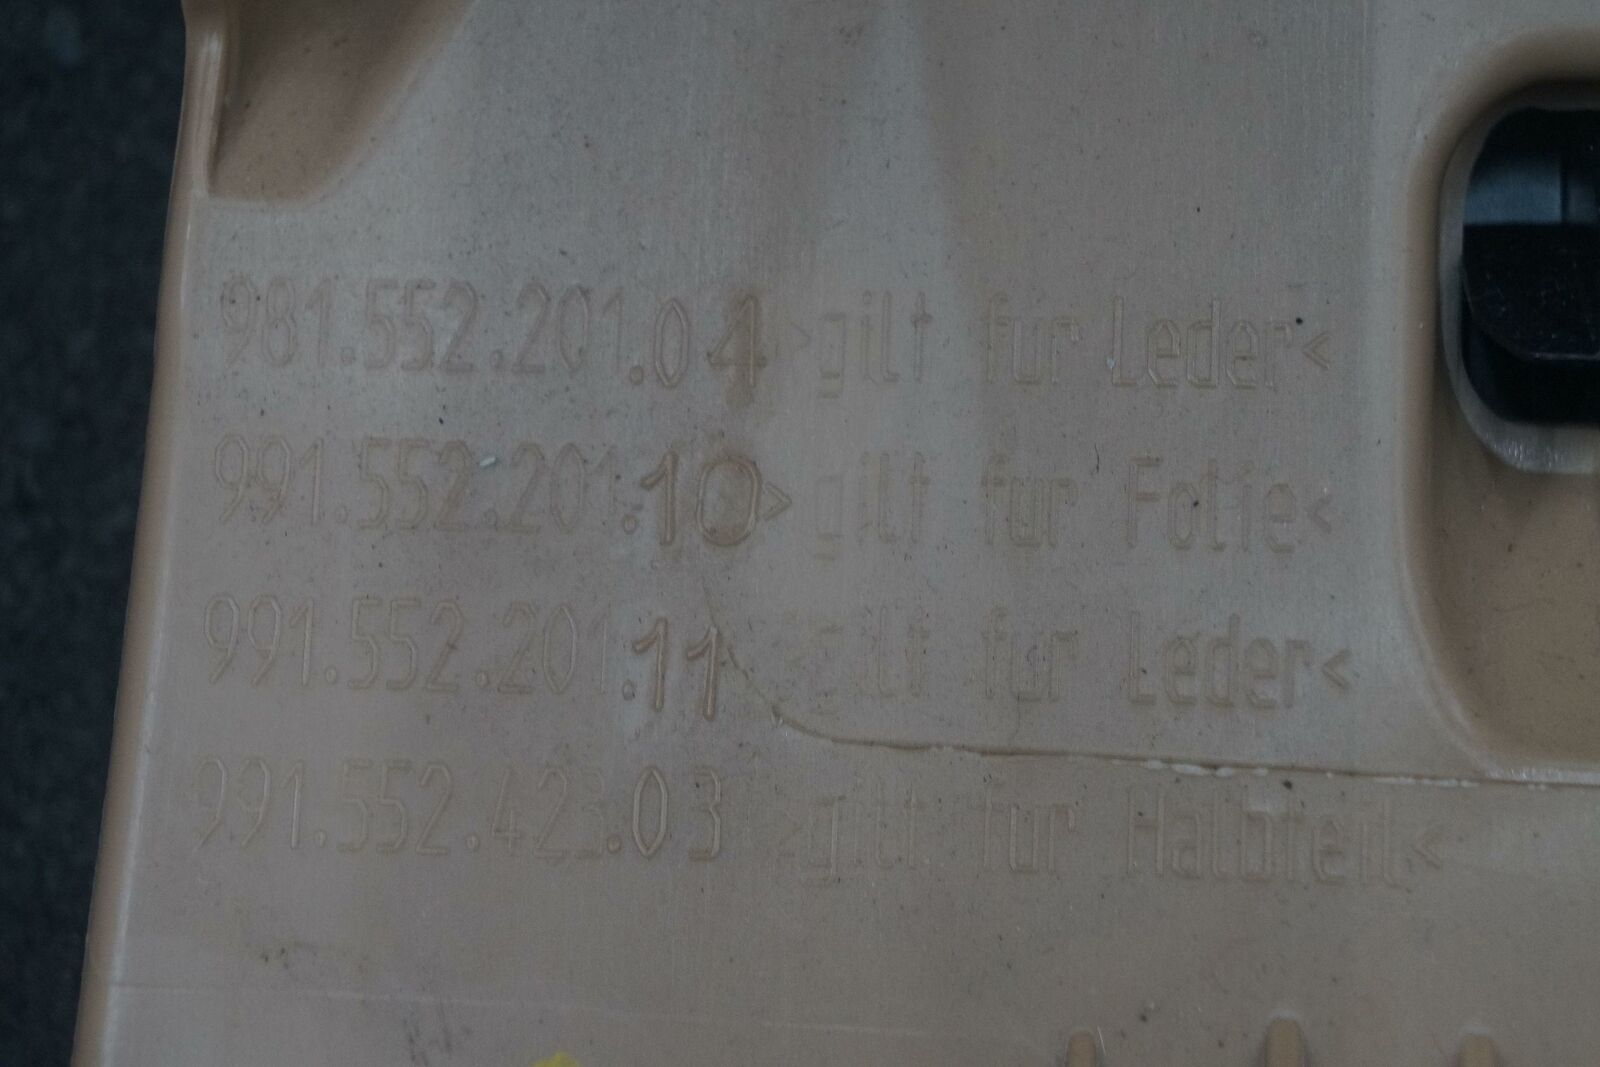 981.552.201.04 >gilt fur Leder<
991.552.201.10 >gilt fur Folie<
991.552.201.11 >gilt fur Leder<
991.552.423.03 >gilt fur Halbteil<